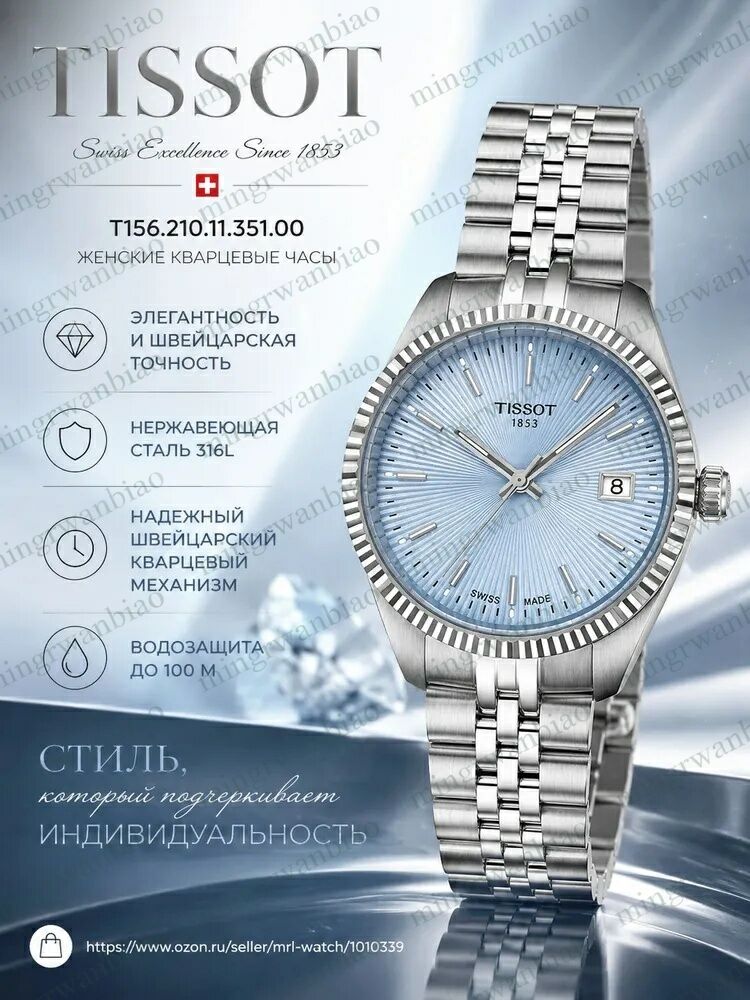 TISSOT
Swiss Excellence Since 1853
T156.210.11.351.00
ЖЕНСКИЕ КВАРЦЕВЫЕ ЧАСЫ
ЭЛЕГАНТНОСТЬ
И ШВЕЙЦАРСКАЯ
ТОЧНОСТЬ
НЕРЖАВЕЮЩАЯ
СТАЛЬ 316L
НАДЕЖНЫЙ
ШВЕЙЦАРСКИЙ
КВАРЦЕВЫЙ
МЕХАНИЗМ
ВОДОЗАЩИТА
ДО 100 М
TISSOT
1853
8
SWISS MADE
СТИЛЬ,
который подчеркивает
ИНДИВИДУАЛЬНОСТЬ
https://www.ozon.ru/seller/mrl-watch/1010339
mingrwanbiao